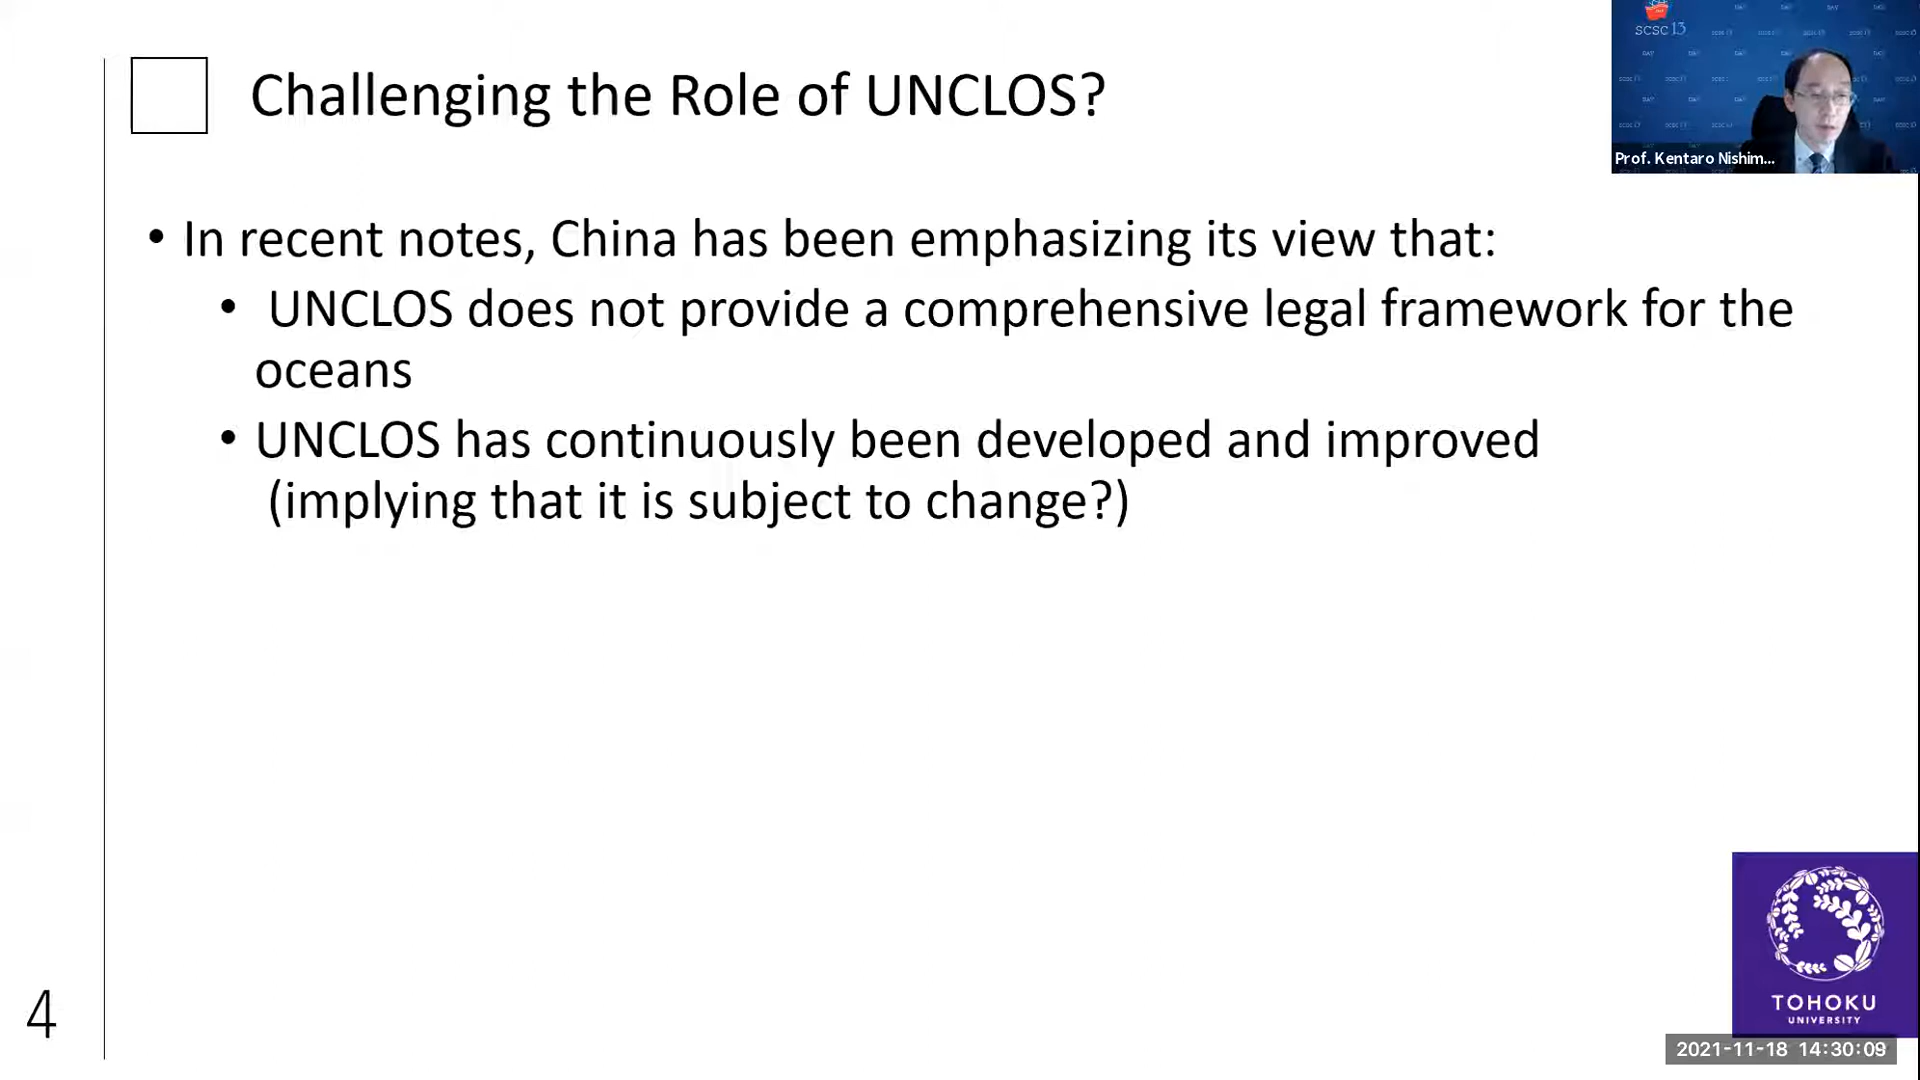 Challenging the Role of UNCLOS?
scsc13
Prof. Kentaro Nishim...
• In recent notes, China has been emphasizing its view that:
• UNCLOS does not provide a comprehensive legal framework for the
oceans
• UNCLOS has continuously been developed and improved
(implying that it is subject to change?)
4
TOHOKU
UNIVERSITY
2021-11-18 14:30:09